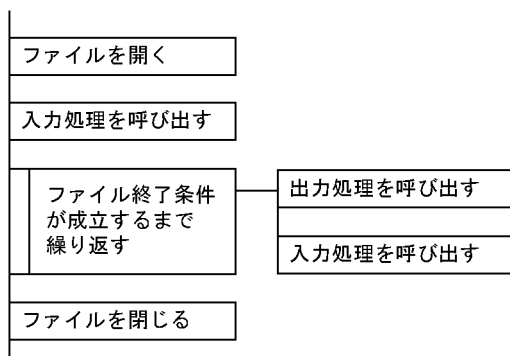 ファイルを開く
入力処理を呼び出す
ファイル終了条件
が成立するまで
繰り返す
出力処理を呼び出す
入力処理を呼び出す
ファイルを閉じる